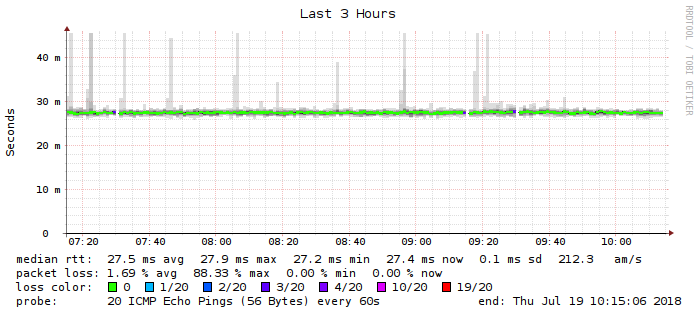 Last 3 Hours
RRDTOOL / TOBI OETIKER
Seconds
40 m
30 m
20 m
10 m
0
07:20 07:40 08:00 08:20 08:40 09:00 09:20 09:40 10:00
median rtt: 27.5 ms avg 27.9 ms max 27.2 ms min 27.4 ms now 0.1 ms sd 212.3 am/s
packet loss: 1.69 % avg 88.33 % max 0.00 % min 0.00 % now
loss color: 0 1/20 2/20 3/20 4/20 10/20 19/20
probe: 20 ICMP Echo Pings (56 Bytes) every 60s end: Thu Jul 19 10:15:06 2018